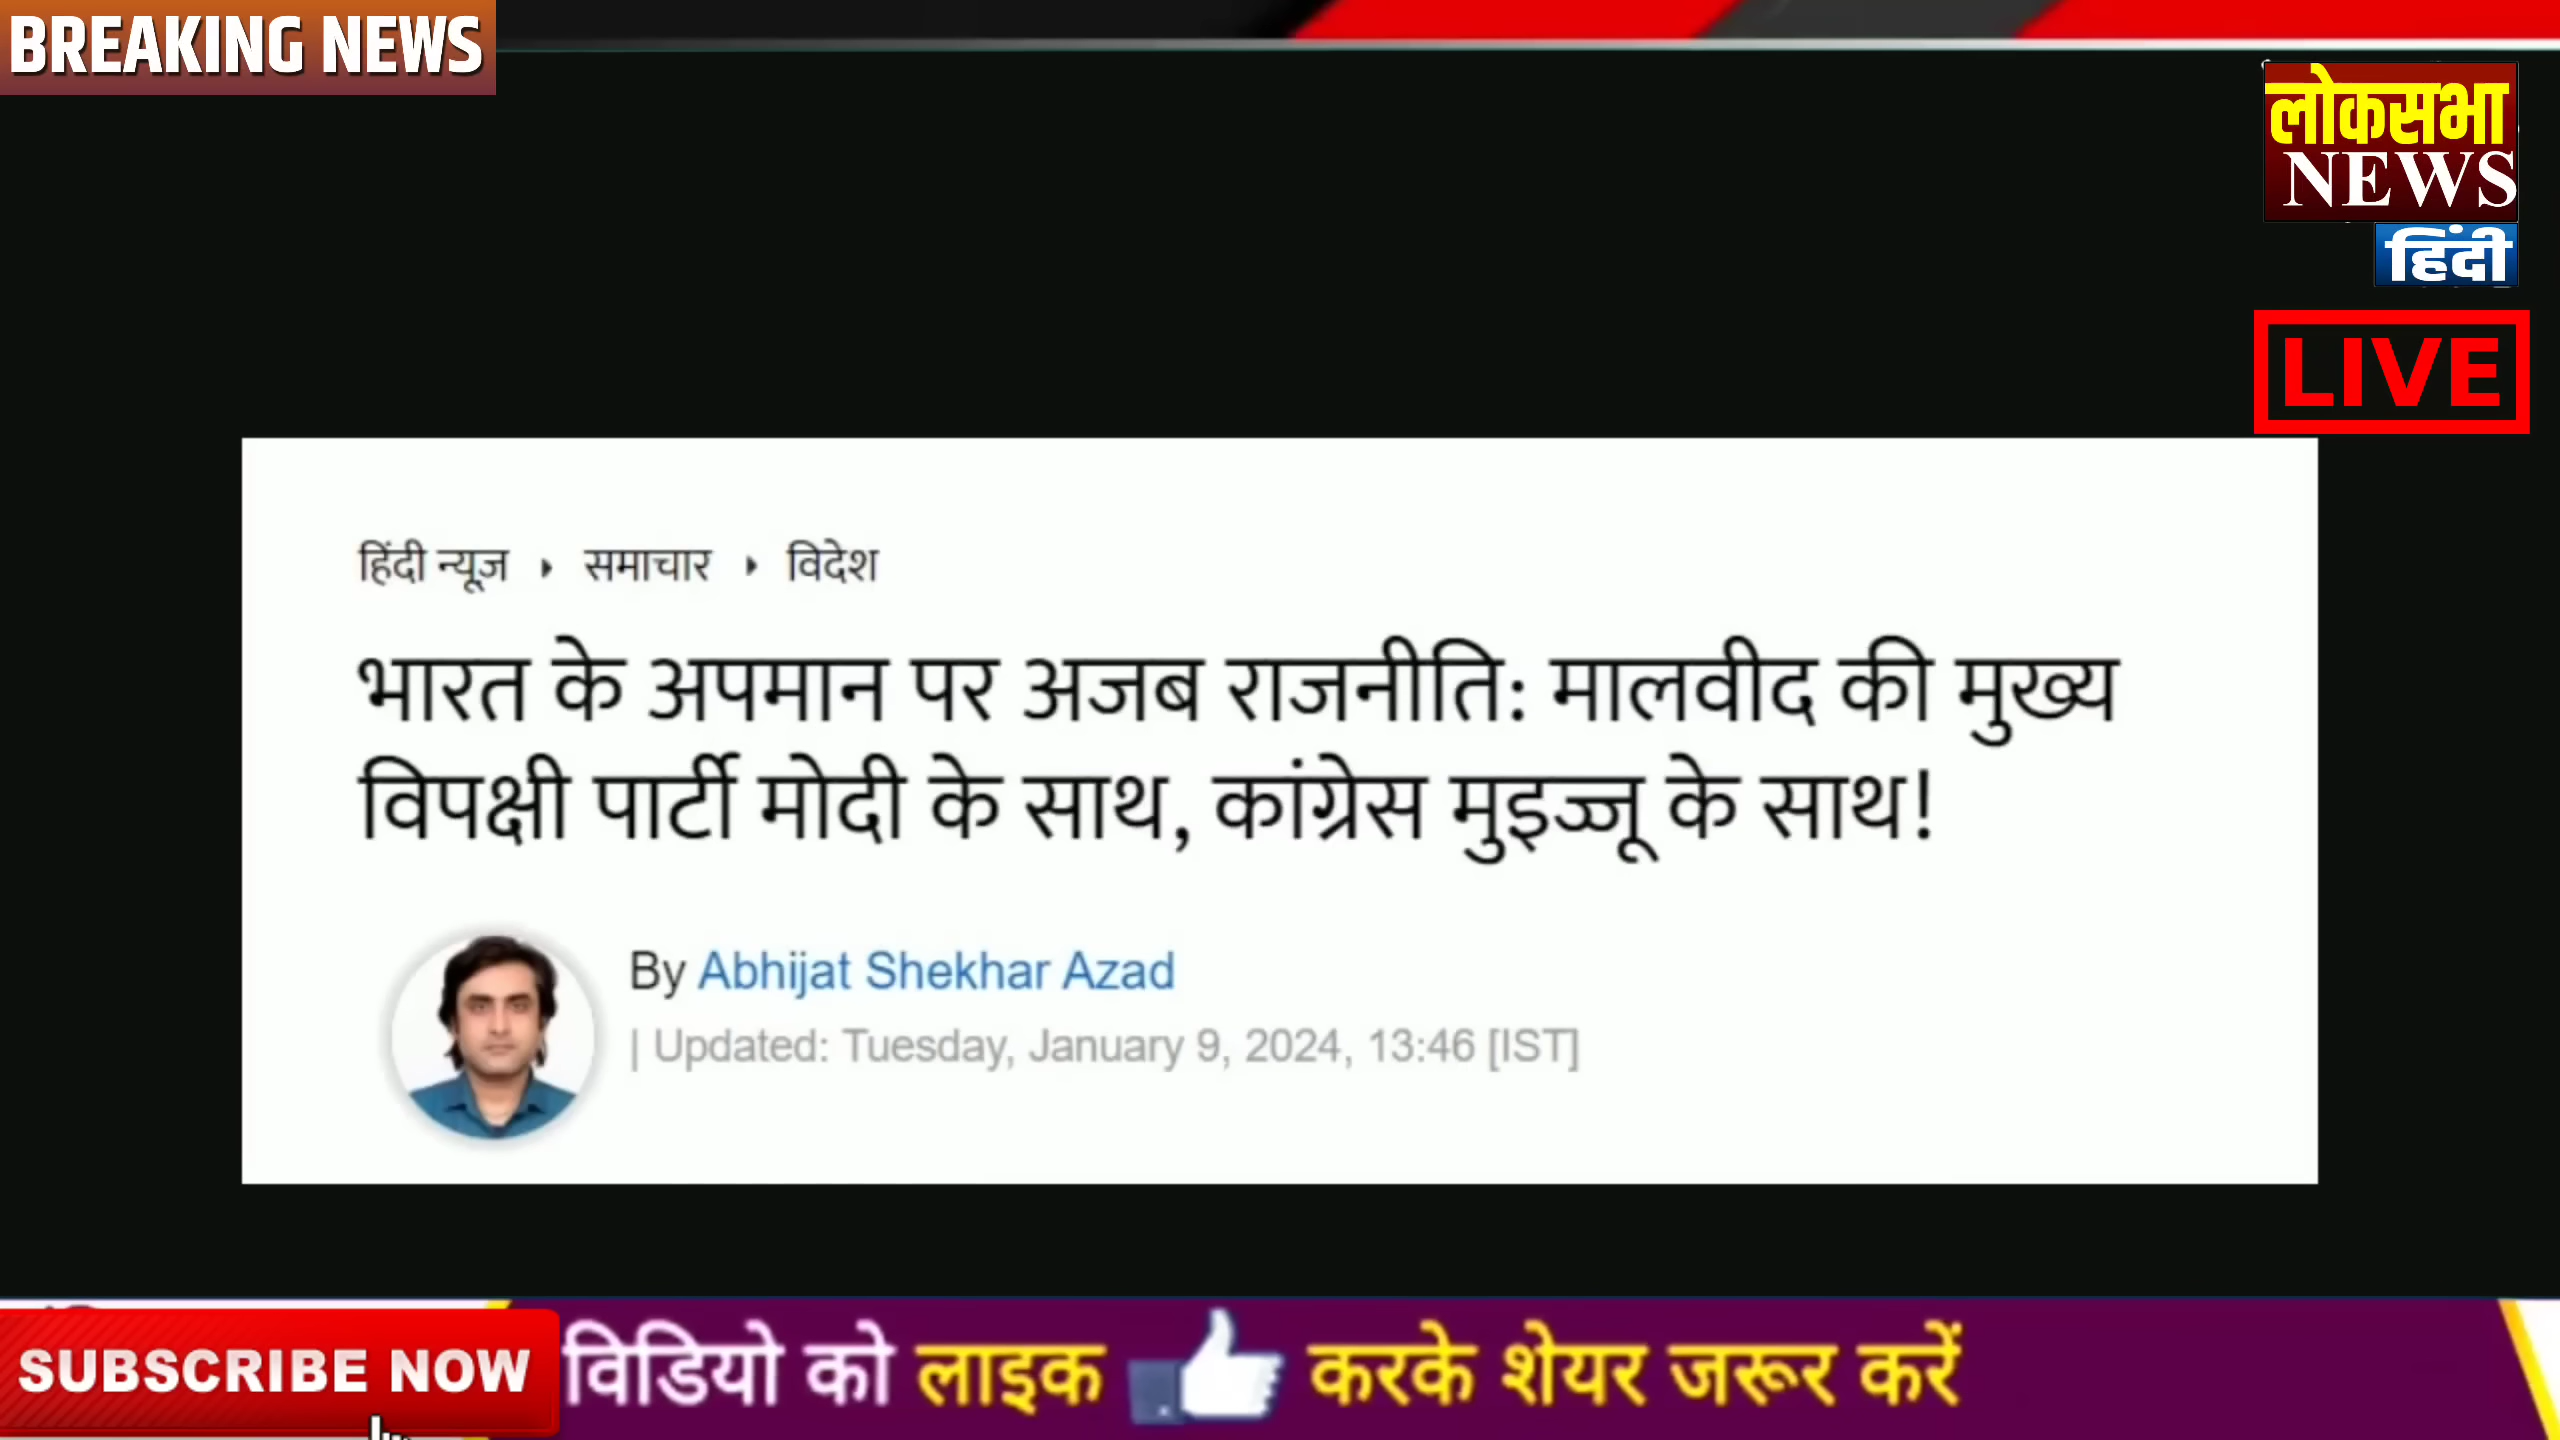 BREAKING NEWS
लोकसभा
NEWS
हिंदी
LIVE
हिंदी न्यूज़ › समाचार › विदेश
भारत के अपमान पर अजब राजनीति: मालवीद की मुख्य
विपक्षी पार्टी मोदी के साथ, कांग्रेस मुइज्जू के साथ!
By Abhijat Shekhar Azad
| Updated: Tuesday, January 9, 2024, 13:46 [IST]
SUBSCRIBE NOW विडियो को लाइक करके शेयर जरूर करें